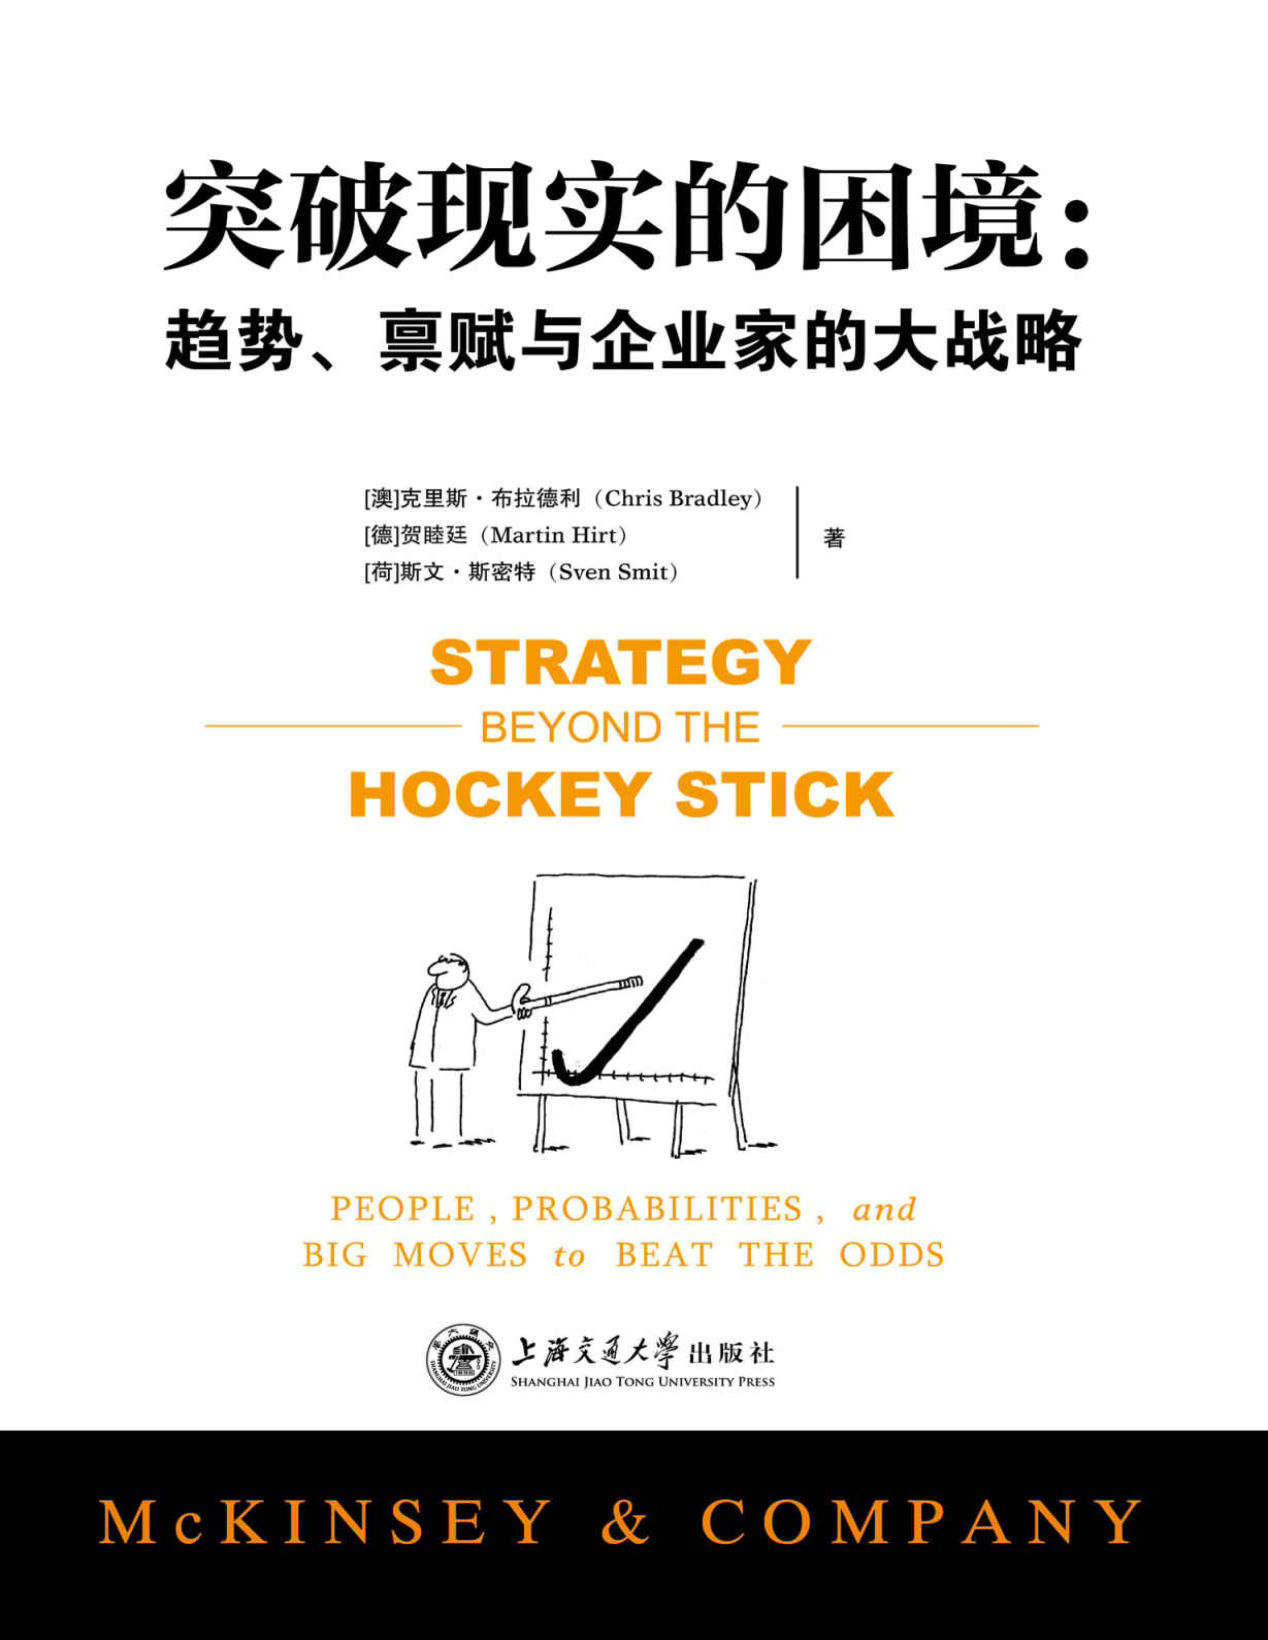 突破现实的困境：
趋势、禀赋与企业家的大战略
[澳]克里斯·布拉德利（Chris Bradley）
[德]贺睦廷（Martin Hirt）
[荷]斯文·斯密特（Sven Smit）
著
STRATEGY
BEYOND THE
HOCKEY STICK
PEOPLE , PROBABILITIES , and
BIG MOVES to BEAT THE ODDS
上海交通大學出版社
SHANGHAI JIAO TONG UNIVERSITY PRESS
McKINSEY & COMPANY